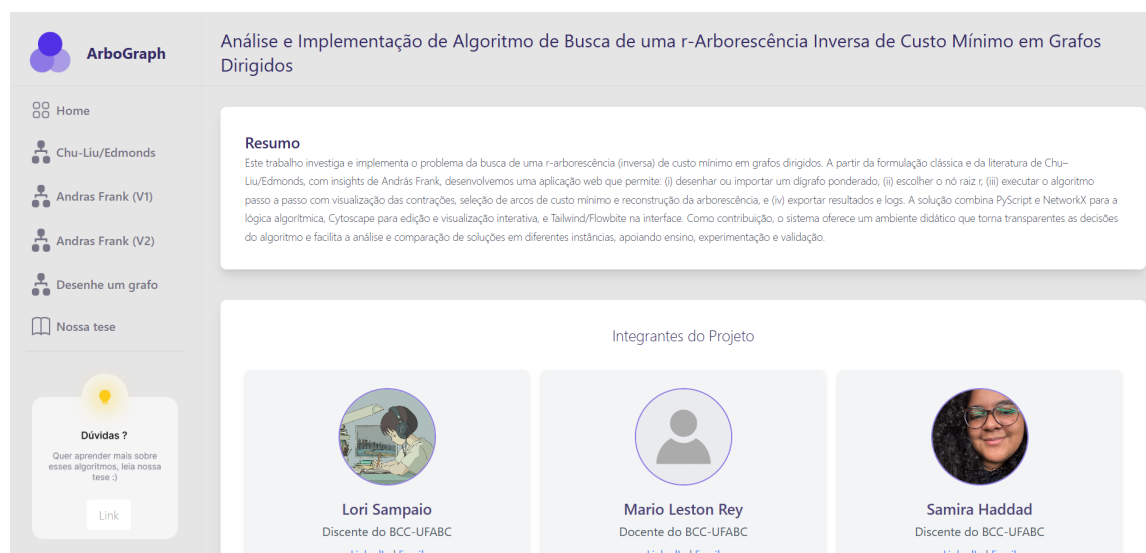 ArboGraph
Home
Chu-Liu/Edmonds
Andras Frank (V1)
Andras Frank (V2)
Desenhe um grafo
Nossa tese
Dúvidas ?
Quer aprender mais sobre
esses algoritmos, leia nossa
tese :)
Link
Análise e Implementação de Algoritmo de Busca de uma r-Arborescência Inversa de Custo Mínimo em Grafos
Dirigidos
Resumo
Este trabalho investiga e implementa o problema da busca de uma r-arborescência (inversa) de custo mínimo em grafos dirigidos. A partir da formulação clássica e da literatura de Chu–
Liu/Edmonds, com insights de András Frank, desenvolvemos uma aplicação web que permite: (i) desenhar ou importar um dígrafo ponderado, (ii) escolher o nó raiz r, (iii) executar o algoritmo
passo a passo com visualização das contrações, seleção de arcos de custo mínimo e reconstrução da arborescência, e (iv) exportar resultados e logs. A solução combina PyScript e NetworkX para a
lógica algorítmica, Cytoscape para edição e visualização interativa, e Tailwind/Flowbite na interface. Como contribuição, o sistema oferece um ambiente didático que torna transparentes as decisões
do algoritmo e facilita a análise e comparação de soluções em diferentes instâncias, apoiando ensino, experimentação e validação.
Integrantes do Projeto
Lori Sampaio
Discente do BCC-UFABC
Mario Leston Rey
Docente do BCC-UFABC
Samira Haddad
Discente do BCC-UFABC